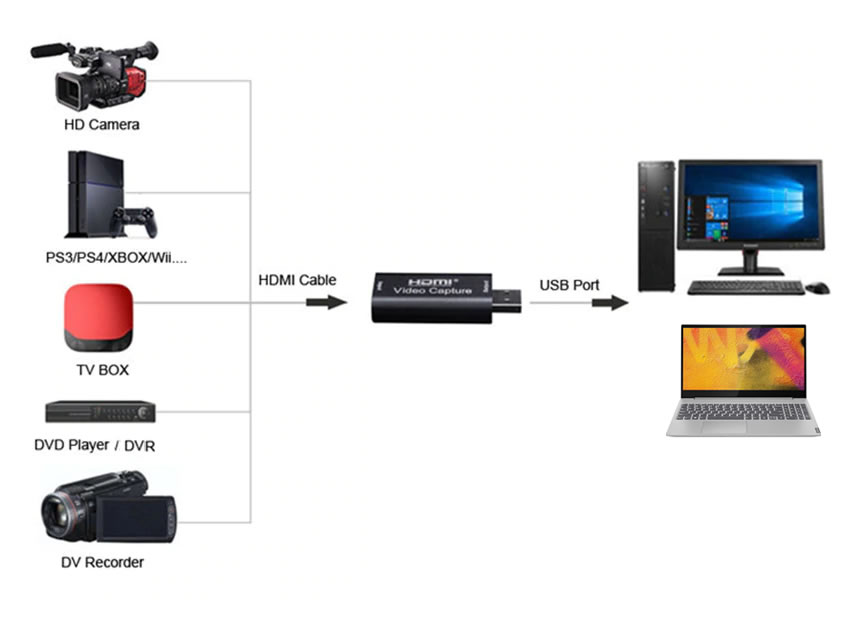 HD Camera
PS3/PS4/XBOX/Wii....
HDMI Cable
HDMI
Video Capture
USB Port
TV BOX
DVD Player / DVR
DV Recorder